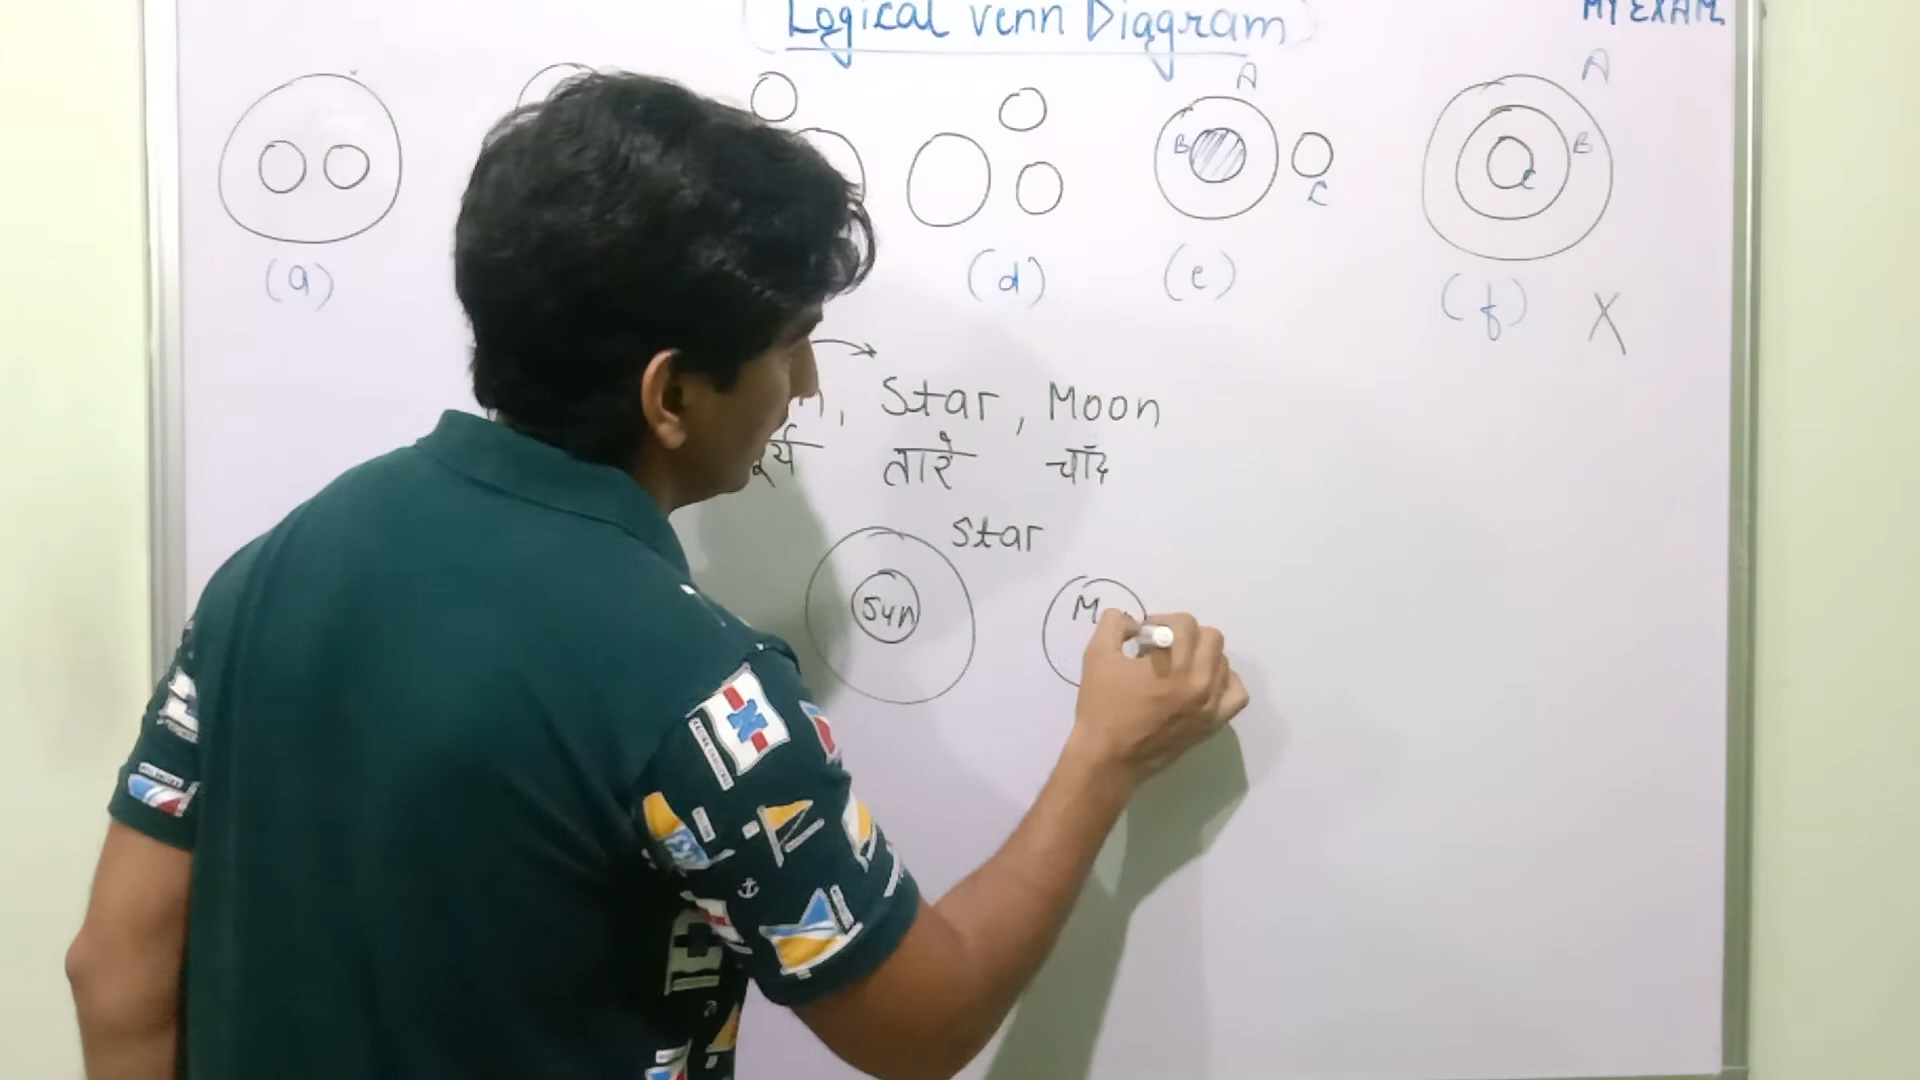 Logical Venn Diagram
MY EXAM
A
A
B
C
B
C
(a)
(d)
(e)
(f)
X
, Star, Moon
र्य तारे चाँद
Star
Sun
M